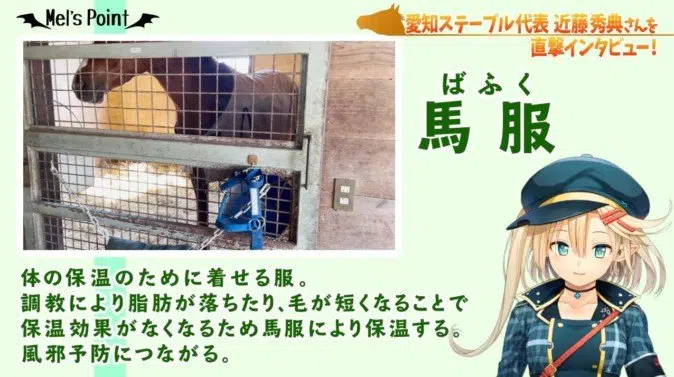 Mel's Point
愛知ステーブル代表 近藤秀典さんを
直撃インタビュー!
ばふく
馬服
体の保温のために着せる服。
調教により脂肪が落ちたり、毛が短くなることで
保温効果がなくなるため馬服により保温する。
風邪予防につながる。